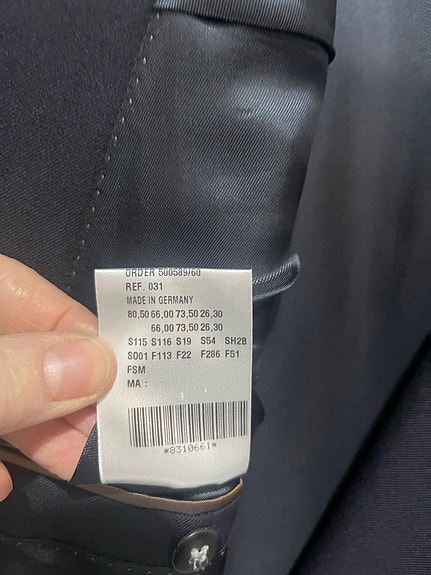 ORDER 500589/60
REF. 031
MADE IN GERMANY
80,50 66,00 73,50 26,30
66,00 73,50 26,30
S115 S116 S19 S54 SH2B
S001 F113 F22 F286 F51
FSM
MA :
*8310661*